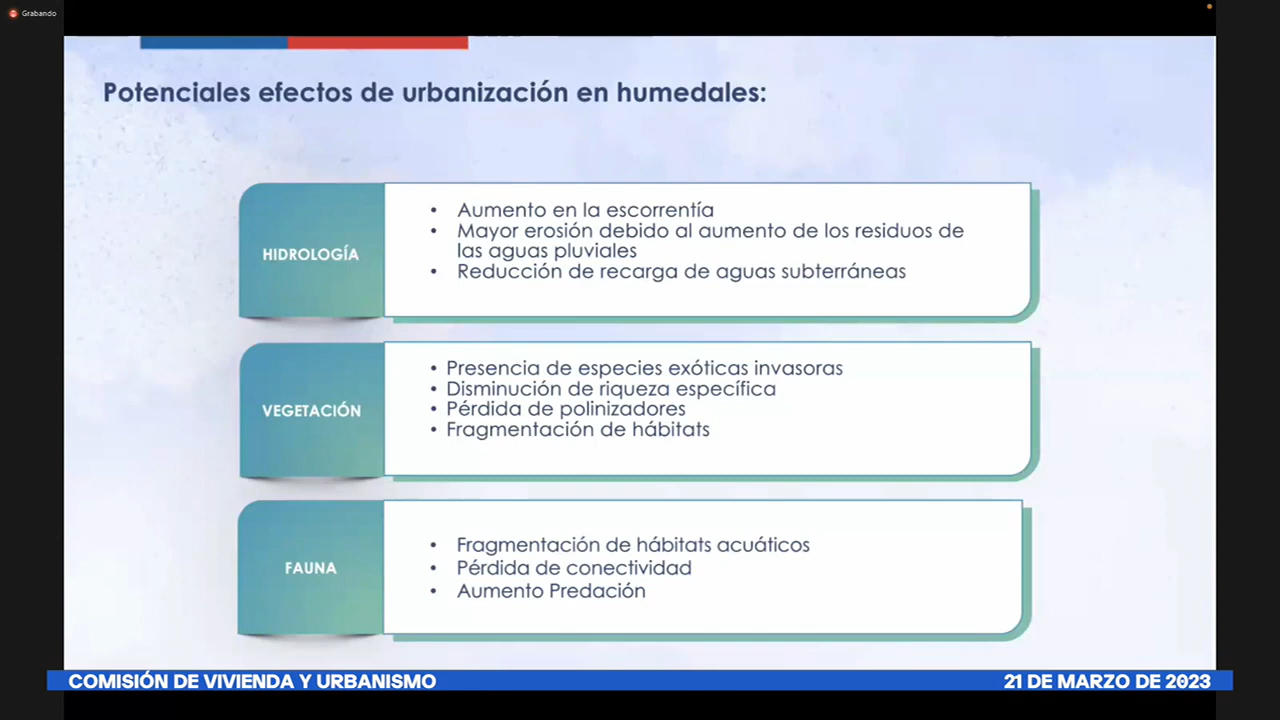 Grabando
Potenciales efectos de urbanización en humedales:
HIDROLOGÍA
• Aumento en la escorrentía
• Mayor erosión debido al aumento de los residuos de
las aguas pluviales
• Reducción de recarga de aguas subterráneas
VEGETACIÓN
• Presencia de especies exóticas invasoras
• Disminución de riqueza específica
• Pérdida de polinizadores
• Fragmentación de hábitats
FAUNA
• Fragmentación de hábitats acuáticos
• Pérdida de conectividad
• Aumento Predación
COMISIÓN DE VIVIENDA Y URBANISMO
21 DE MARZO DE 2023